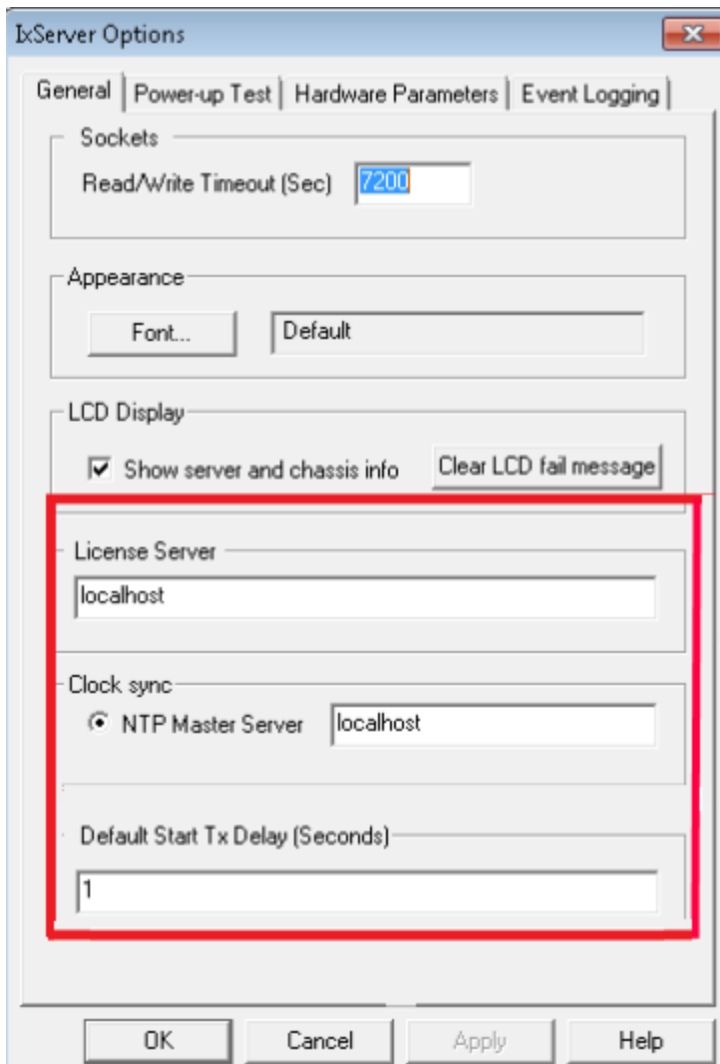 IxServer Options
General Power-up Test Hardware Parameters Event Logging
Sockets
Read/Write Timeout (Sec) 7200
Appearance
Font... Default
LCD Display
Show server and chassis info Clear LCD fail message
License Server
localhost
Clock sync
NTP Master Server localhost
Default Start Tx Delay (Seconds)
1
OK Cancel Apply Help